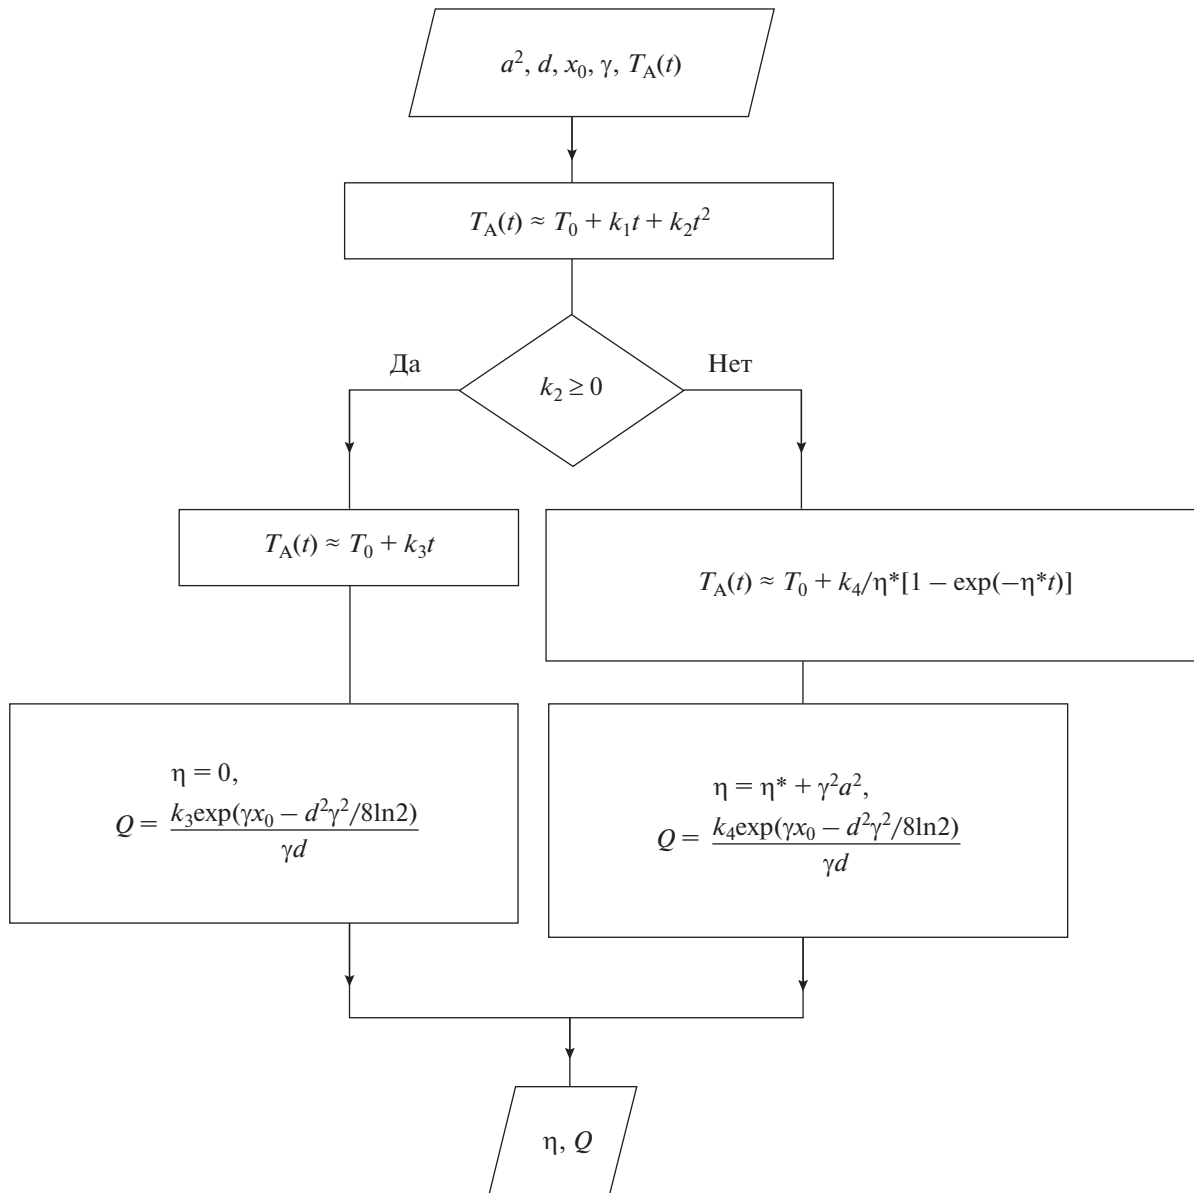 a², d, x₀, γ, T_A(t)
T_A(t) ≈ T₀ + k₁t + k₂t²
Да
Нет
k₂ ≥ 0
T_A(t) ≈ T₀ + k₃t
T_A(t) ≈ T₀ + k₄/η*[1 − exp(−η*t)]
η = 0,
Q = k₃exp(γx₀ − d²γ²/8ln2)
γd
η = η* + γ²a²,
Q = k₄exp(γx₀ − d²γ²/8ln2)
γd
η, Q